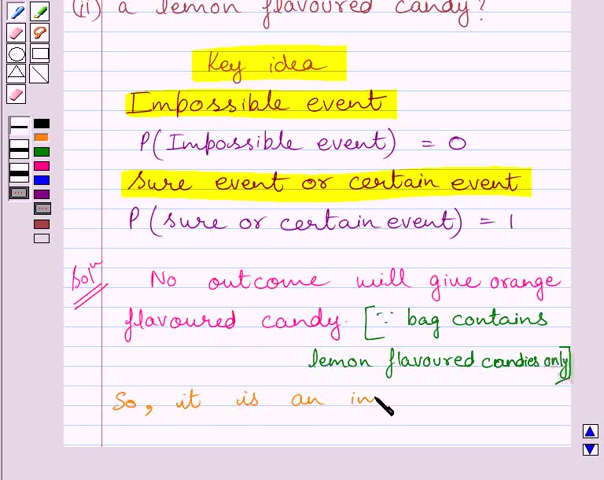 (ii) a lemon flavoured candy?
Key idea
Impossible event
P(Impossible event) = 0
Sure event or certain event
P(sure or certain event) = 1
Solⁿ No outcome will give orange
flavoured candy. [∵ bag contains
lemon flavoured candies only]
So, it is an im